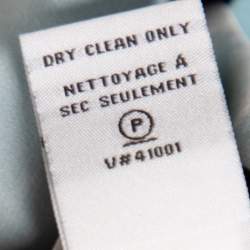 DRY CLEAN ONLY
NETTOYAGE À
SEC SEULEMENT
P
V#41001